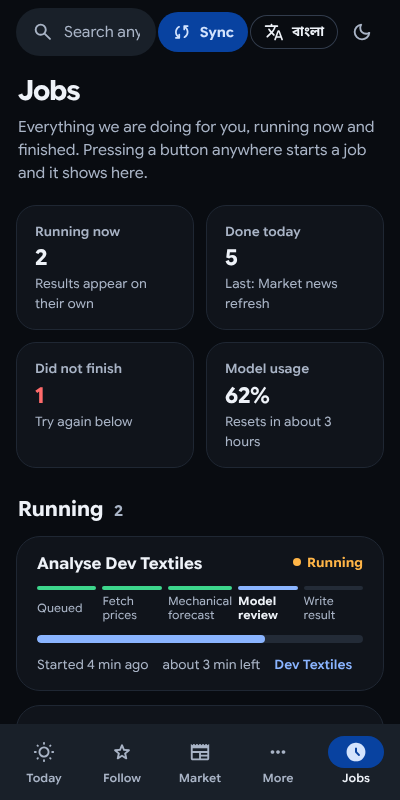 Search any
Sync
বাংলা
Jobs
Everything we are doing for you, running now and
finished. Pressing a button anywhere starts a job
and it shows here.
Running now
2
Results appear on
their own
Done today
5
Last: Market news
refresh
Did not finish
1
Try again below
Model usage
62%
Resets in about 3
hours
Running 2
Analyse Dev Textiles
Running
Queued
Fetch
prices
Mechanical
forecast
Model
review
Write
result
Started 4 min ago about 3 min left Dev Textiles
Today
Follow
Market
More
Jobs